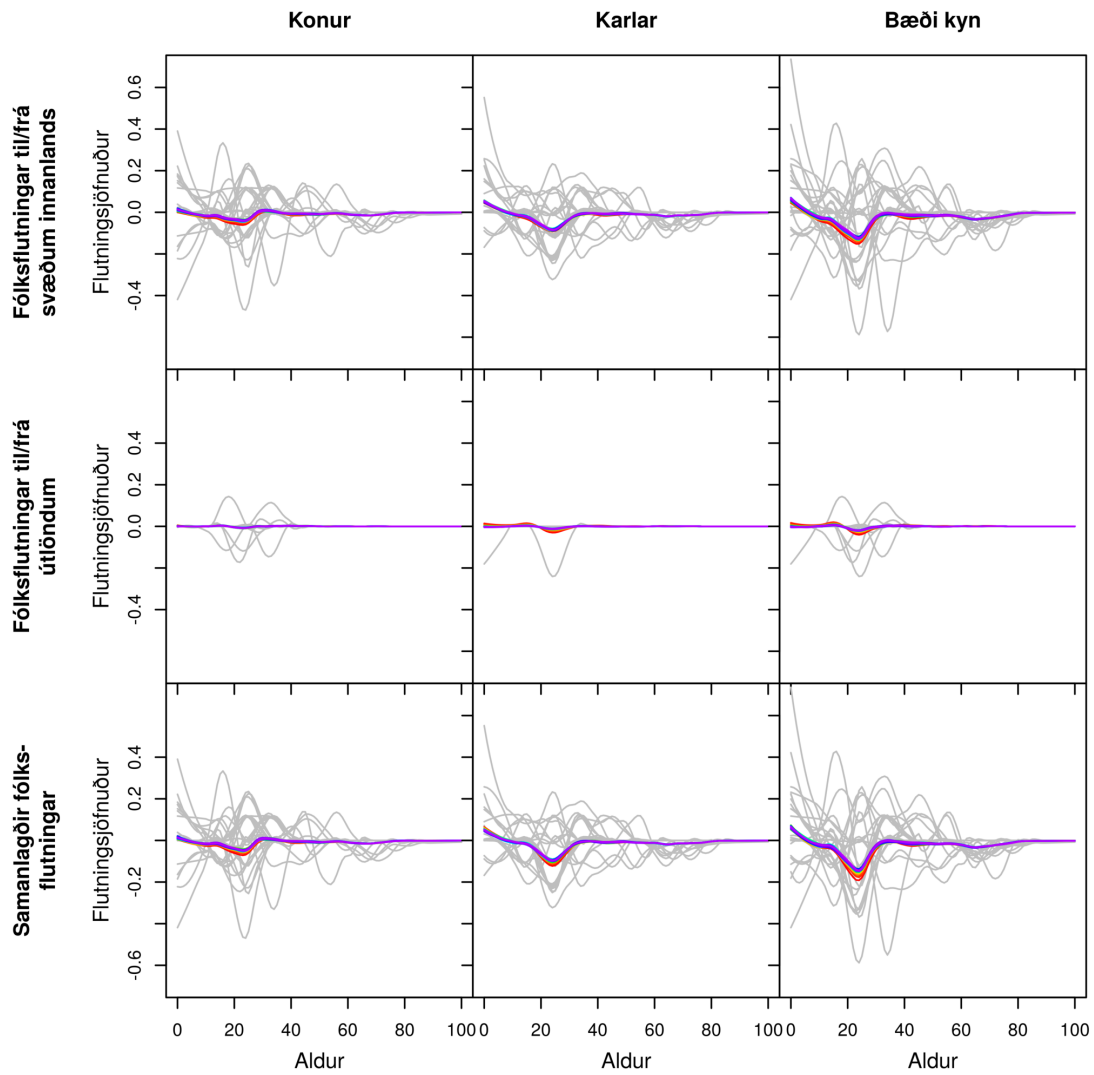 Konur Karlar Bæði kyn
Fólksflutningar til/frá
svæðum innanlands
Flutningsjöfnuður
0.6
0.4
0.2
0.0
-0.4
Fólksflutningar til/frá
útlöndum
Flutningsjöfnuður
0.4
0.2
0.0
-0.4
Samanlagðir fólks-
flutningar
Flutningsjöfnuður
0.4
0.2
-0.2
-0.6
0 20 40 60 80 100 0 20 40 60 80 100 0 20 40 60 80 100
Aldur Aldur Aldur